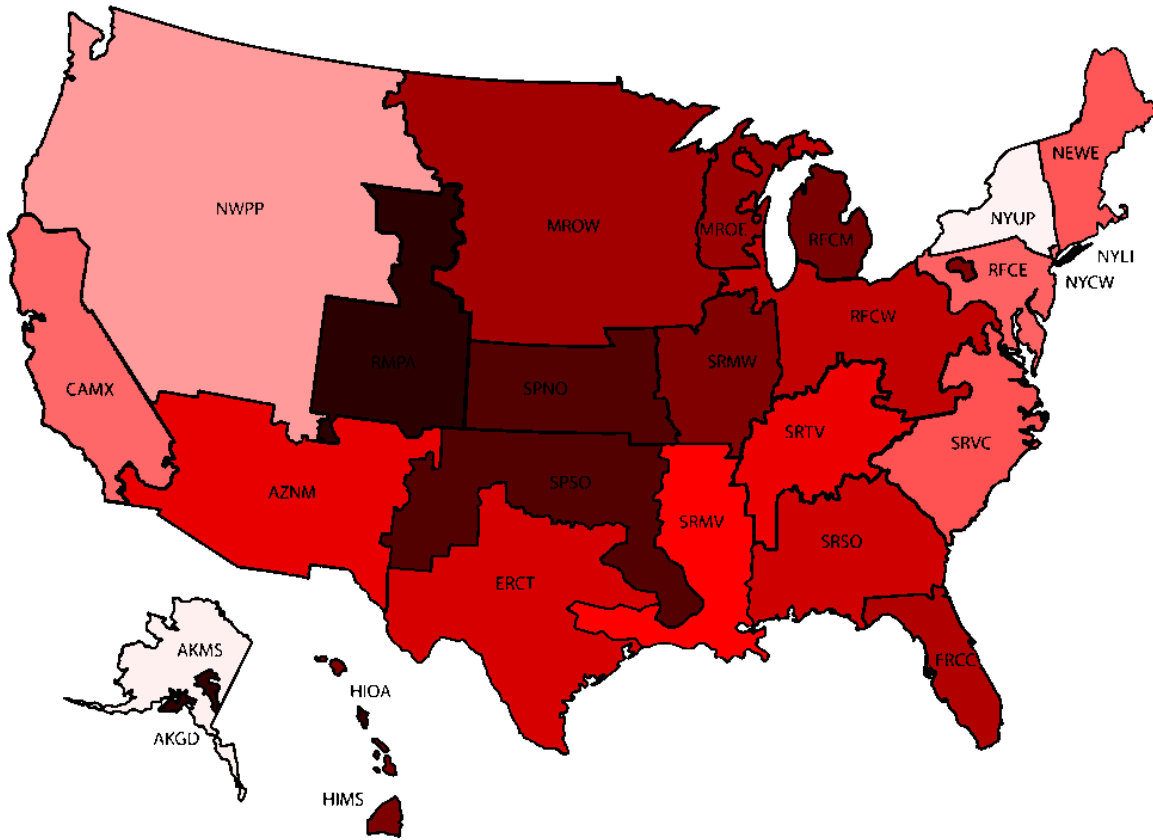 NEWE
NWPP
NYUP
MROW
MROE
RFCM
NYLI
RFCE
NYCW
RFCW
RMPA
SRMW
CAMX
SPNO
SRTV
SRVC
AZNM
SPSO
SRMV
SRSO
ERCT
AKMS
FRCC
HIOA
AKGD
HIMS